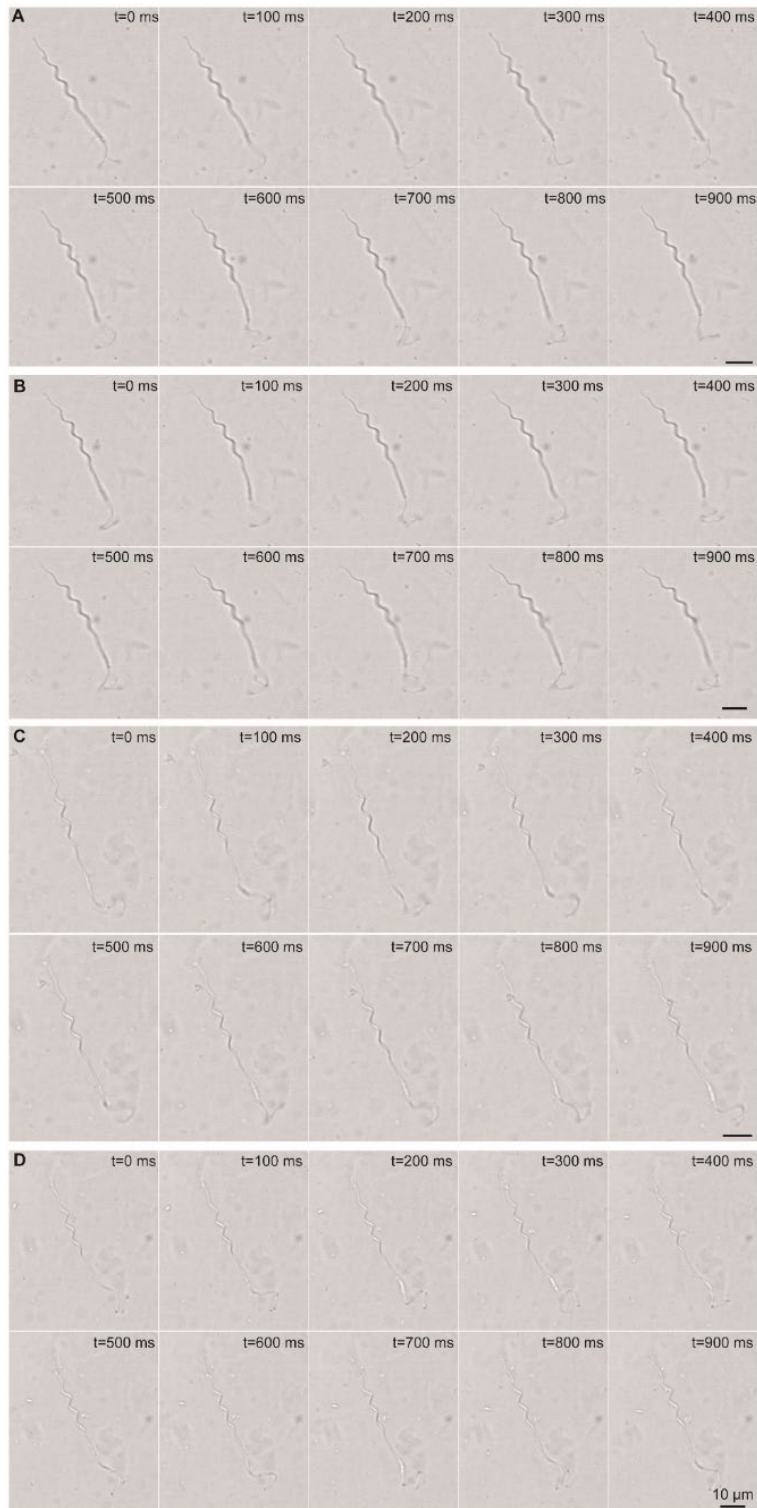 A t=0 ms t=100 ms t=200 ms t=300 ms t=400 ms
t=500 ms t=600 ms t=700 ms t=800 ms t=900 ms
B t=0 ms t=100 ms t=200 ms t=300 ms t=400 ms
t=500 ms t=600 ms t=700 ms t=800 ms t=900 ms
C t=0 ms t=100 ms t=200 ms t=300 ms t=400 ms
t=500 ms t=600 ms t=700 ms t=800 ms t=900 ms
D t=0 ms t=100 ms t=200 ms t=300 ms t=400 ms
t=500 ms t=600 ms t=700 ms t=800 ms t=900 ms
10 µm